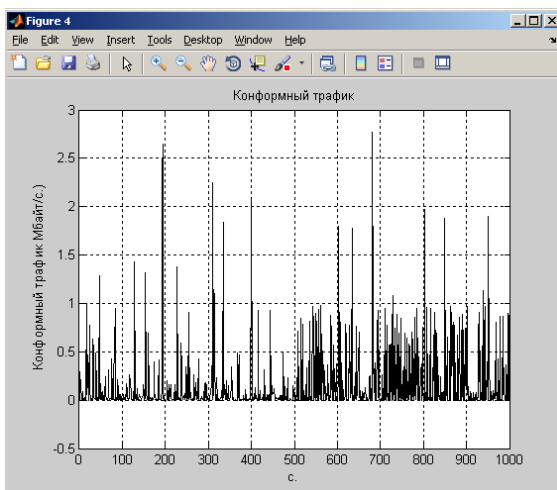 Figure 4
File Edit View Insert Tools Desktop Window Help
Конформный трафик
Конформный трафик Мбайт/с.)
3
2.5
2
1.5
1
0.5
0
-0.5
0 100 200 300 400 500 600 700 800 900 1000
с.